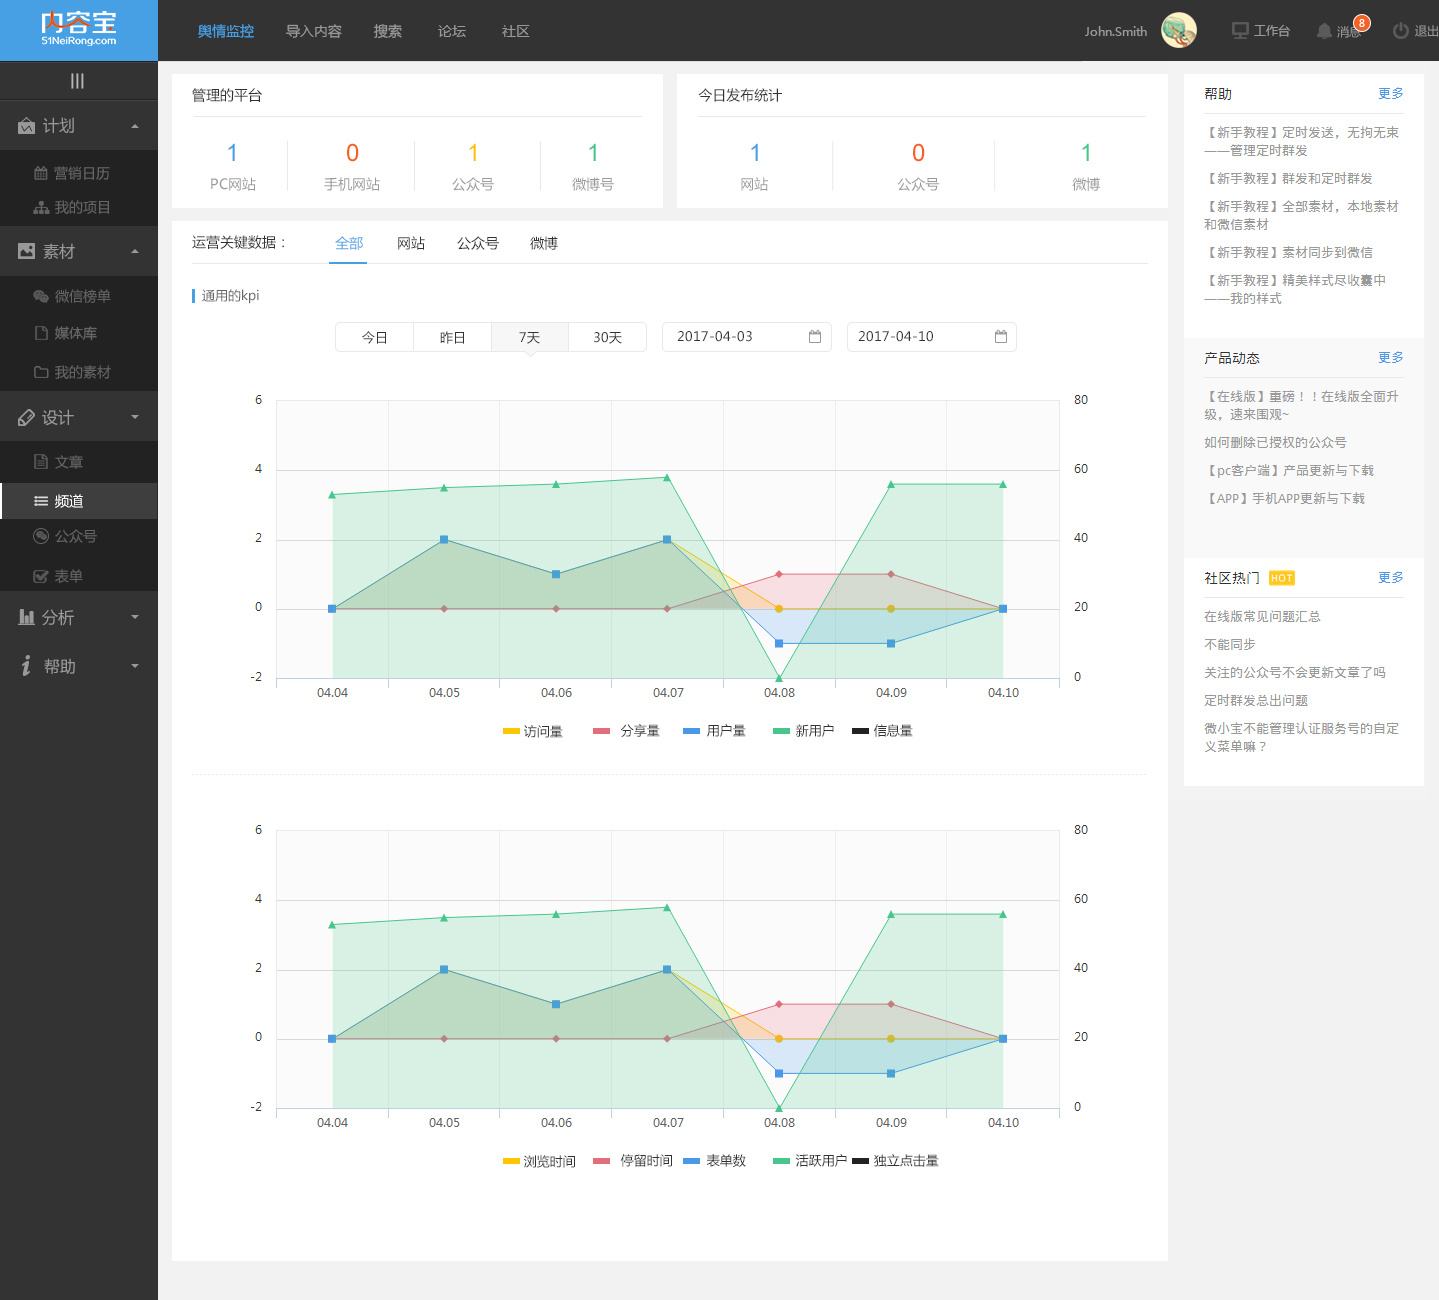 内容宝
51NeiRong.com
舆情监控
导入内容
搜索
论坛
社区
John.Smith
工作台
消息
8
退出
计划
营销日历
我的项目
素材
微信榜单
媒体库
我的素材
设计
文章
频道
公众号
表单
分析
帮助
管理的平台
1
0
1
1
PC网站
手机网站
公众号
微博号
今日发布统计
1
0
1
网站
公众号
微博
运营关键数据：
全部
网站
公众号
微博
通用的kpi
今日
昨日
7天
30天
2017-04-03
2017-04-10
6
4
2
0
-2
80
60
40
20
0
04.04
04.05
04.06
04.07
04.08
04.09
04.10
访问量
分享量
用户量
新用户
信息量
6
4
2
0
-2
80
60
40
20
0
04.04
04.05
04.06
04.07
04.08
04.09
04.10
浏览时间
停留时间
表单数
活跃用户
独立点击量
帮助
更多
【新手教程】定时发送，无拘无束
——管理定时群发
【新手教程】群发和定时群发
【新手教程】全部素材，本地素材
和微信素材
【新手教程】素材同步到微信
【新手教程】精美样式尽收囊中
——我的样式
产品动态
更多
【在线版】重磅！！在线版全面升
级，速来围观~
如何删除已授权的公众号
【pc客户端】产品更新与下载
【APP】手机APP更新与下载
社区热门
HOT
更多
在线版常见问题汇总
不能同步
关注的公众号不会更新文章了吗
定时群发总出问题
微小宝不能管理认证服务号的自定
义菜单嘛？